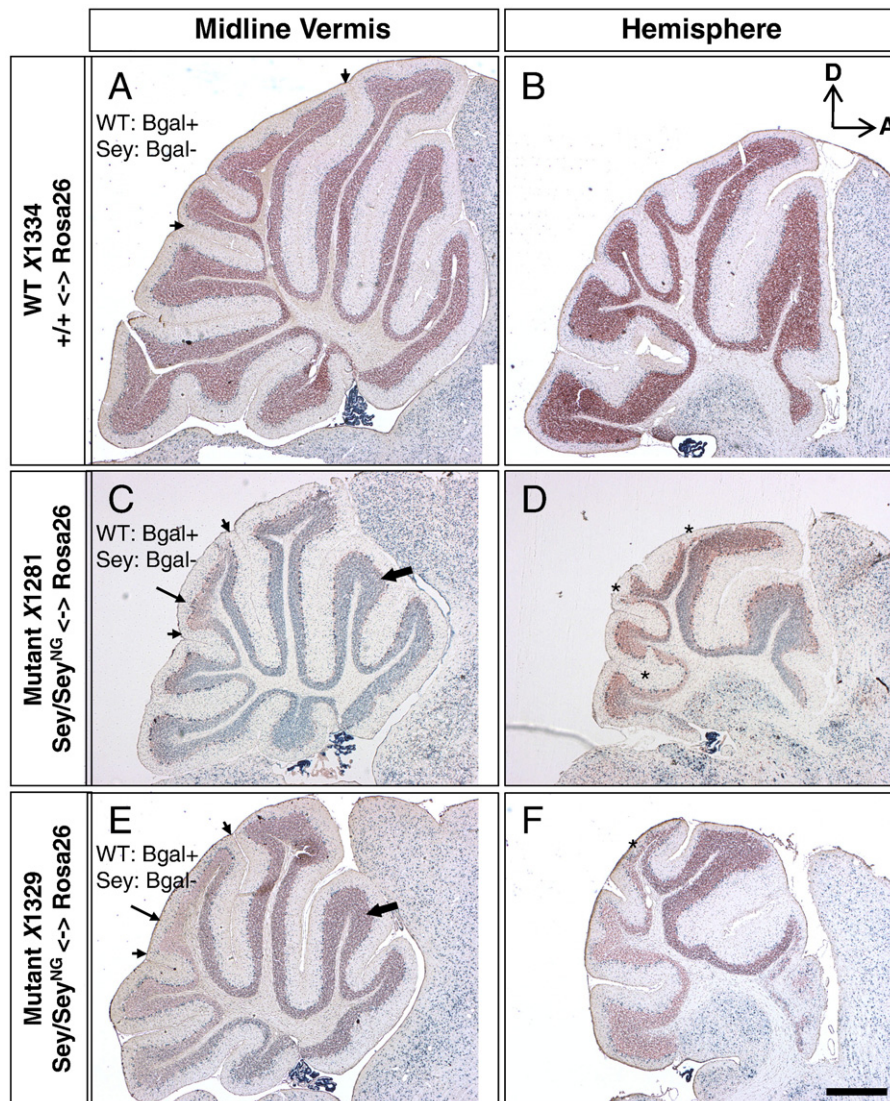 Midline Vermis
Hemisphere
WT X1334
+/+ <-> Rosa26
A
WT: Bgal+
Sey: Bgal-
B
D
A
Mutant X1281
Sey/Sey^NG <-> Rosa26
C
WT: Bgal+
Sey: Bgal-
D
*
*
*
Mutant X1329
Sey/Sey^NG <-> Rosa26
E
WT: Bgal+
Sey: Bgal-
F
*